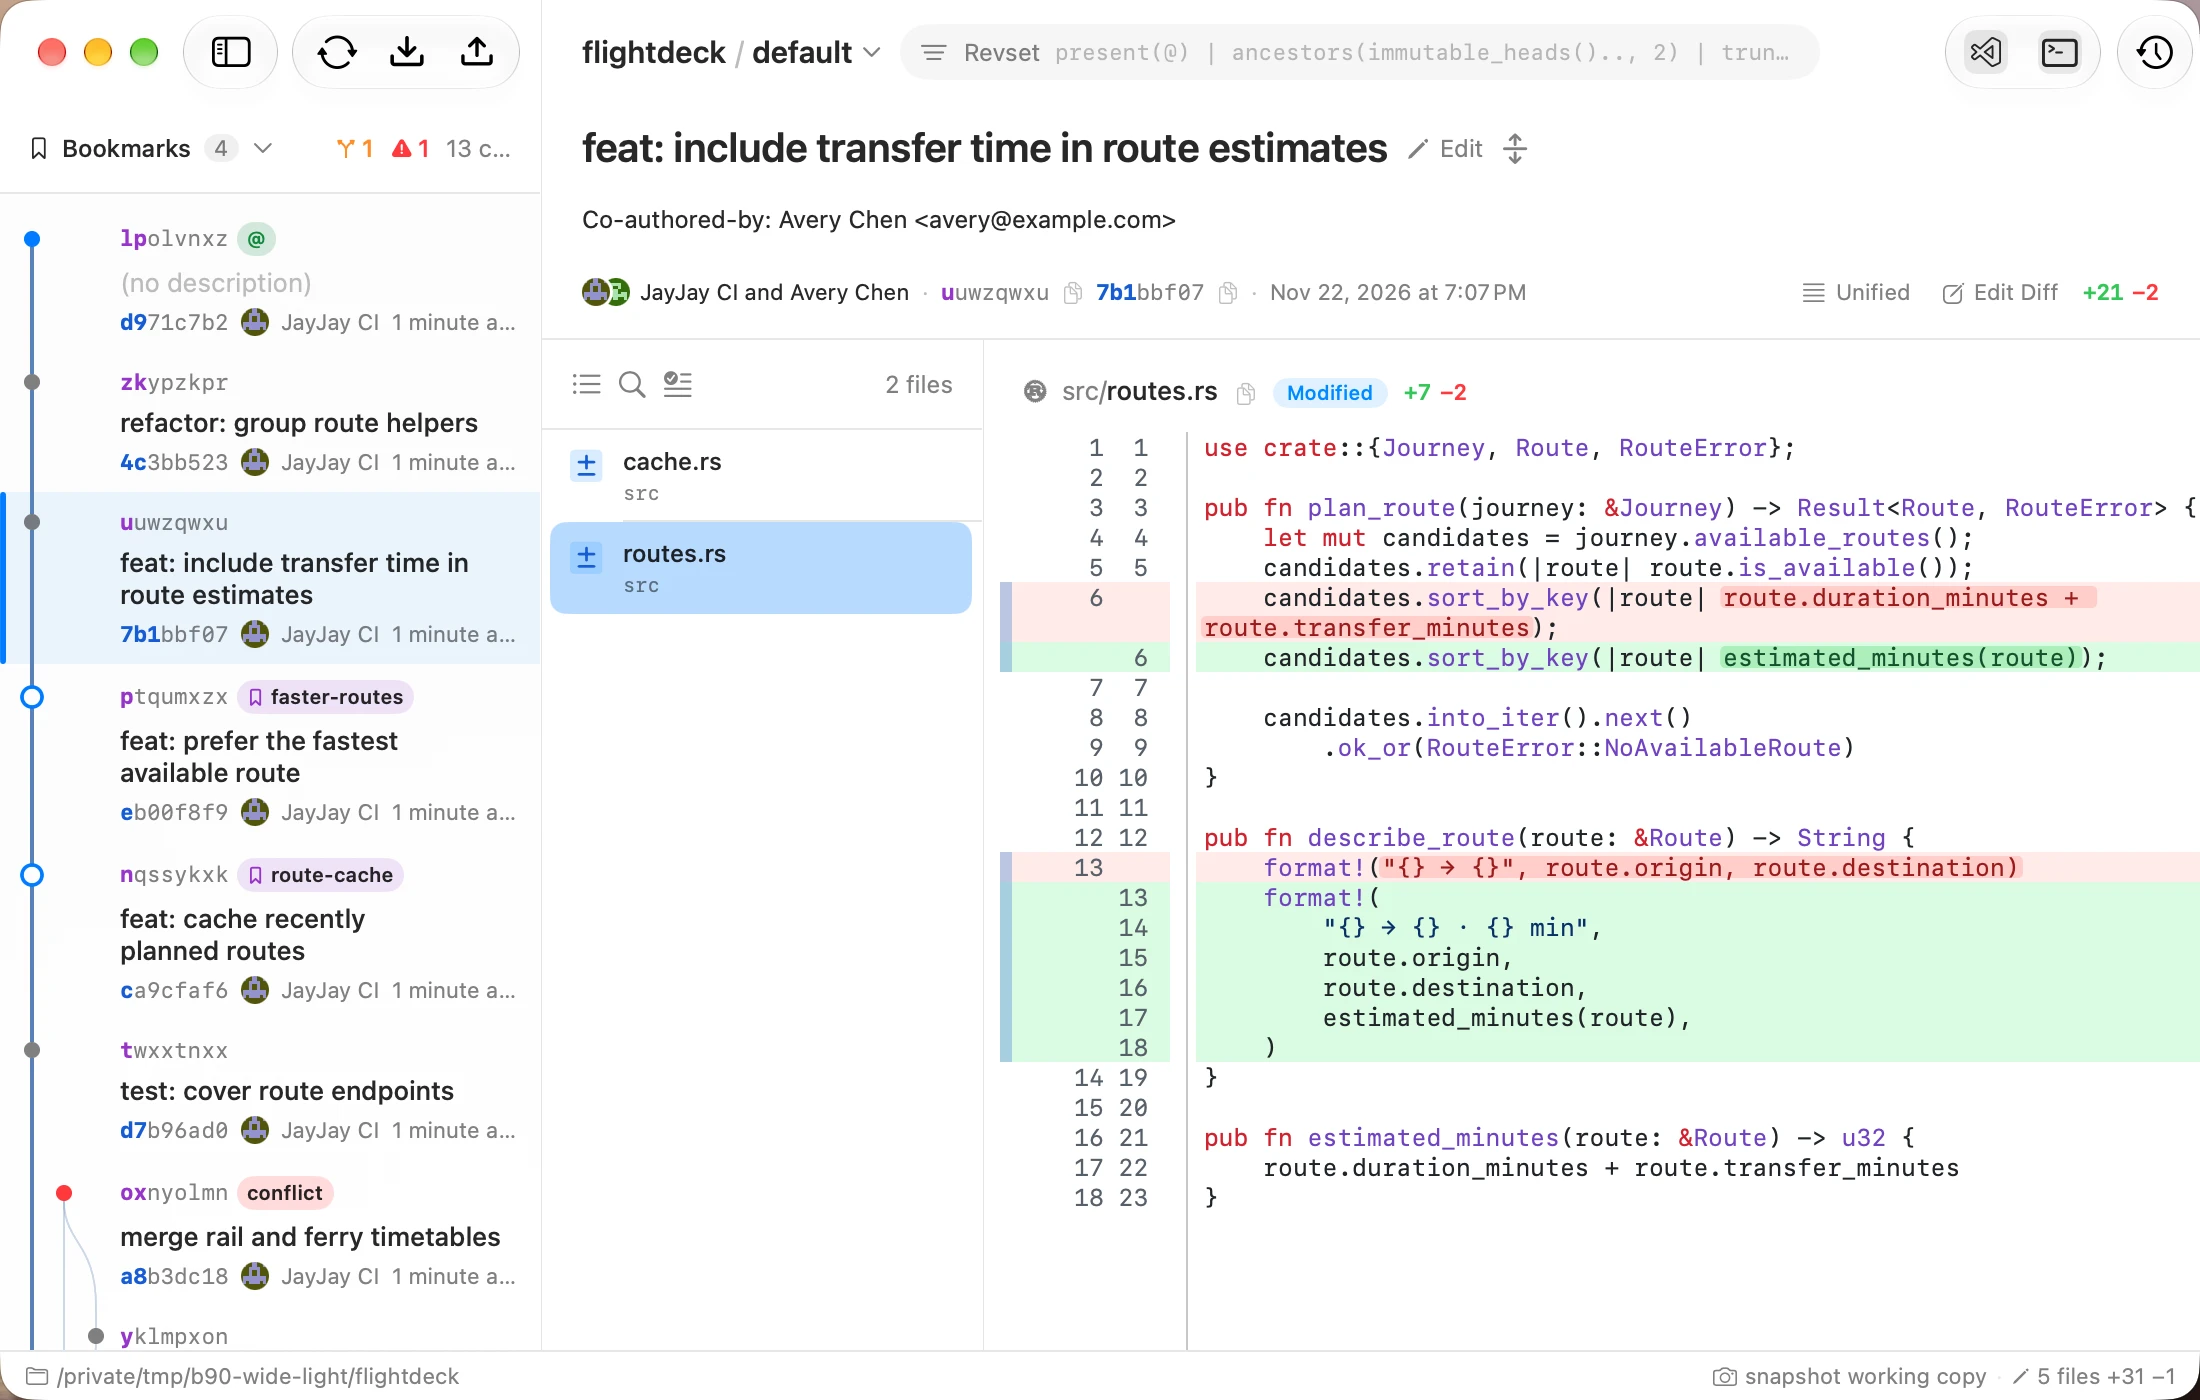 flightdeck / default
Revset present(@) | ancestors(immutable_heads().., 2) | trun…
Bookmarks 4
1 1 13 c…
lpolvnxz @
(no description)
d971c7b2 JayJay CI 1 minute a…
zkypzkpr
refactor: group route helpers
4c3bb523 JayJay CI 1 minute a…
uuwzqwxu
feat: include transfer time in
route estimates
7b1bbf07 JayJay CI 1 minute a…
ptqumxzx faster-routes
feat: prefer the fastest
available route
eb00f8f9 JayJay CI 1 minute a…
nqssykxk route-cache
feat: cache recently
planned routes
ca9cfaf6 JayJay CI 1 minute a…
twxxtnxx
test: cover route endpoints
d7b96ad0 JayJay CI 1 minute a…
oxnyolmn conflict
merge rail and ferry timetables
a8b3dc18 JayJay CI 1 minute a…
yklmpxon
feat: include transfer time in route estimates Edit
Co-authored-by: Avery Chen <avery@example.com>
JayJay CI and Avery Chen · uuwzqwxu 7b1bbf07 · Nov 22, 2026 at 7:07 PM
Unified Edit Diff +21 −2
2 files
cache.rs
src
routes.rs
src
src/routes.rs Modified +7 −2
1 1 use crate::{Journey, Route, RouteError};
2 2
3 3 pub fn plan_route(journey: &Journey) -> Result<Route, RouteError> {
4 4     let mut candidates = journey.available_routes();
5 5     candidates.retain(|route| route.is_available());
6     candidates.sort_by_key(|route| route.duration_minutes +
route.transfer_minutes);
6     candidates.sort_by_key(|route| estimated_minutes(route));
7 7
8 8     candidates.into_iter().next()
9 9         .ok_or(RouteError::NoAvailableRoute)
10 10 }
11 11
12 12 pub fn describe_route(route: &Route) -> String {
13     format!("{} → {}", route.origin, route.destination)
13     format!(
14         "{} → {} · {} min",
15         route.origin,
16         route.destination,
17         estimated_minutes(route),
18     )
14 19 }
15 20
16 21 pub fn estimated_minutes(route: &Route) -> u32 {
17 22     route.duration_minutes + route.transfer_minutes
18 23 }
/private/tmp/b90-wide-light/flightdeck
snapshot working copy · 5 files +31 −1